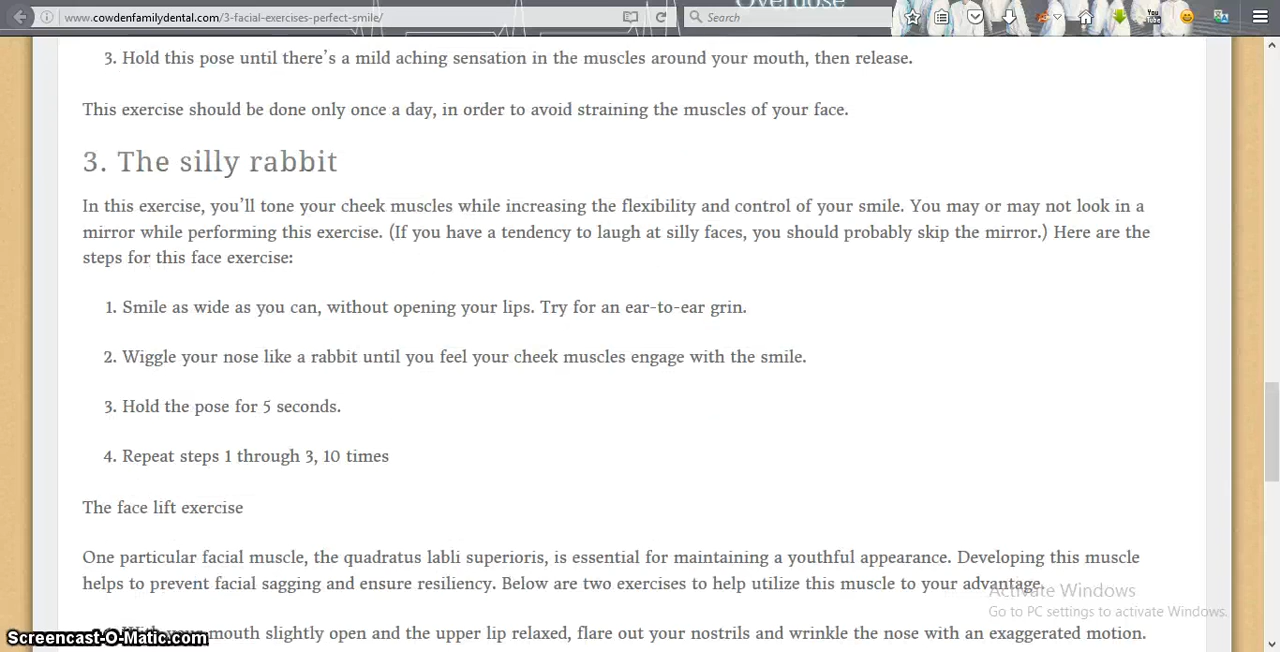 Overdose
www.cowdenfamilydental.com/3-facial-exercises-perfect-smile/
Search
You
Tube
3. Hold this pose until there’s a mild aching sensation in the muscles around your mouth, then release.
This exercise should be done only once a day, in order to avoid straining the muscles of your face.
3. The silly rabbit
In this exercise, you’ll tone your cheek muscles while increasing the flexibility and control of your smile. You may or may not look in a
mirror while performing this exercise. (If you have a tendency to laugh at silly faces, you should probably skip the mirror.) Here are the
steps for this face exercise:
1. Smile as wide as you can, without opening your lips. Try for an ear-to-ear grin.
2. Wiggle your nose like a rabbit until you feel your cheek muscles engage with the smile.
3. Hold the pose for 5 seconds.
4. Repeat steps 1 through 3, 10 times
The face lift exercise
One particular facial muscle, the quadratus labli superioris, is essential for maintaining a youthful appearance. Developing this muscle
helps to prevent facial sagging and ensure resiliency. Below are two exercises to help utilize this muscle to your advantage.
Activate Windows
Go to PC settings to activate Windows.
With your mouth slightly open and the upper lip relaxed, flare out your nostrils and wrinkle the nose with an exaggerated motion.
Screencast-O-Matic.com